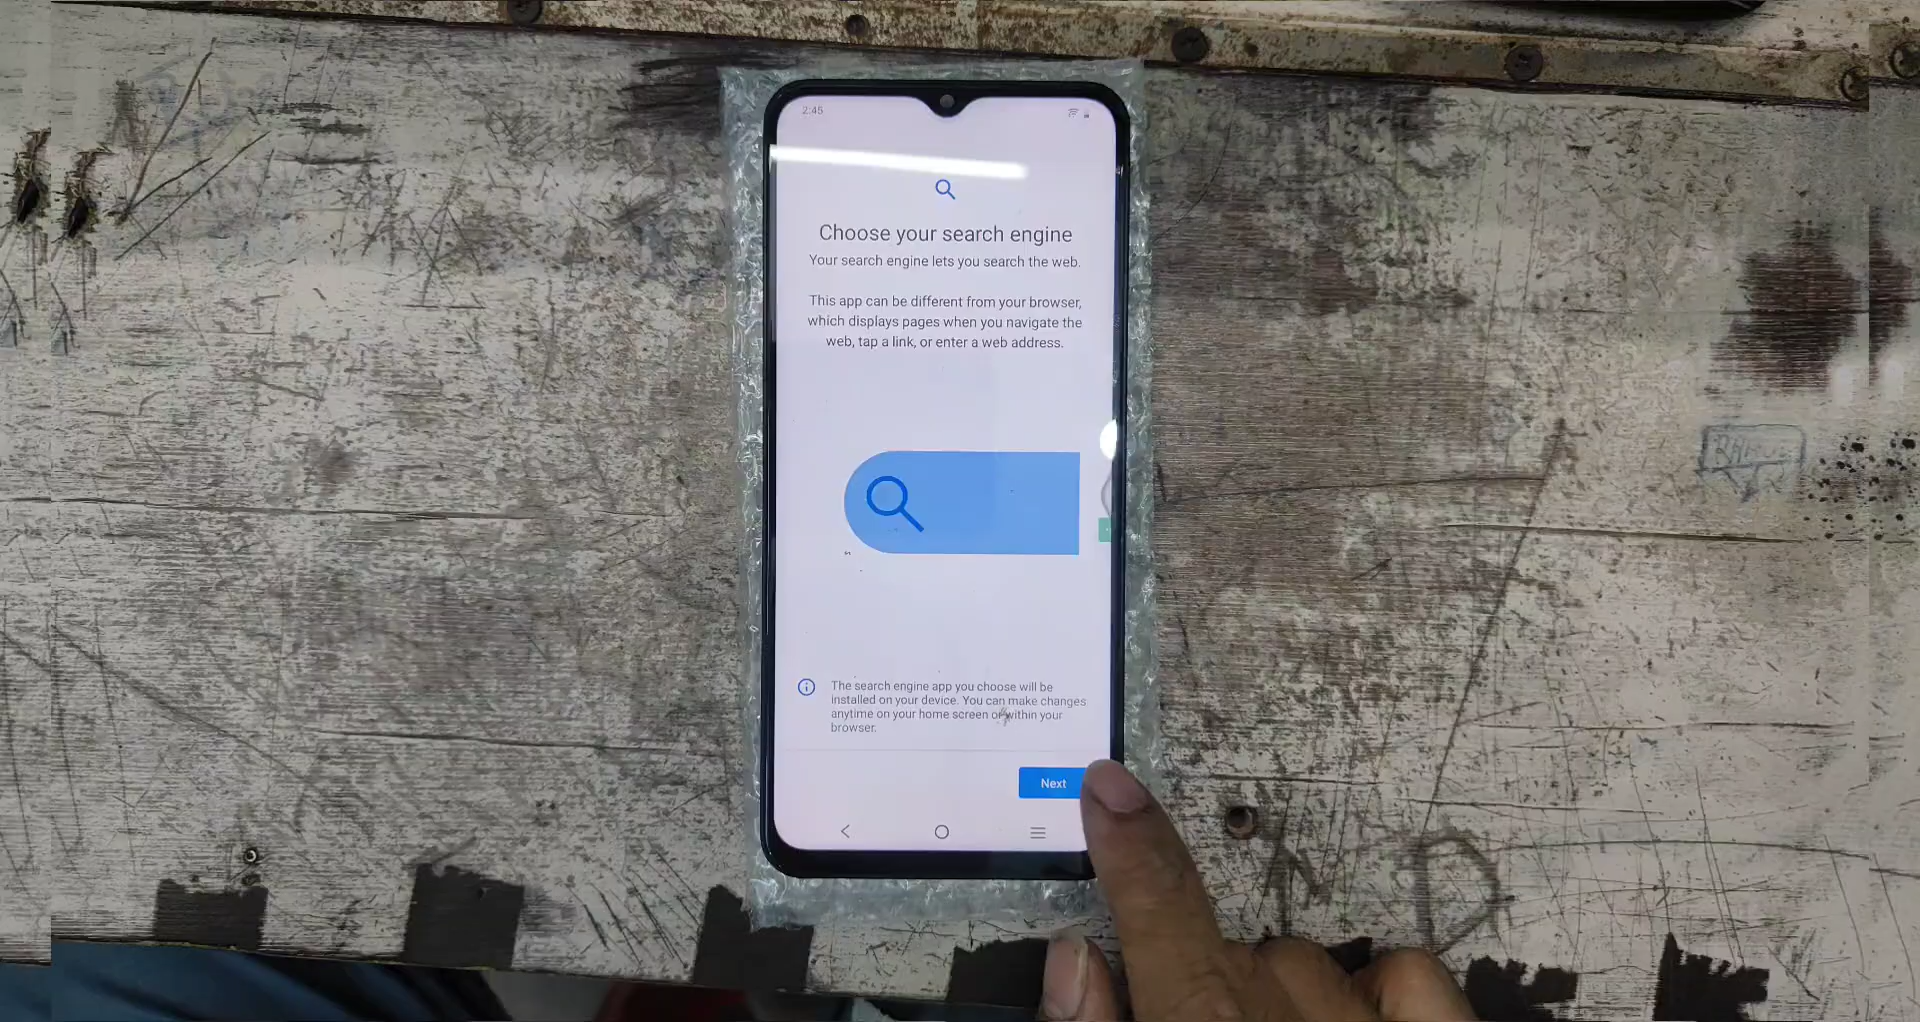 2:45
Choose your search engine
Your search engine lets you search the web.
This app can be different from your browser,
which displays pages when you navigate the
web, tap a link, or enter a web address.
The search engine app you choose will be
installed on your device. You can make changes
anytime on your home screen or within your
browser.
Next